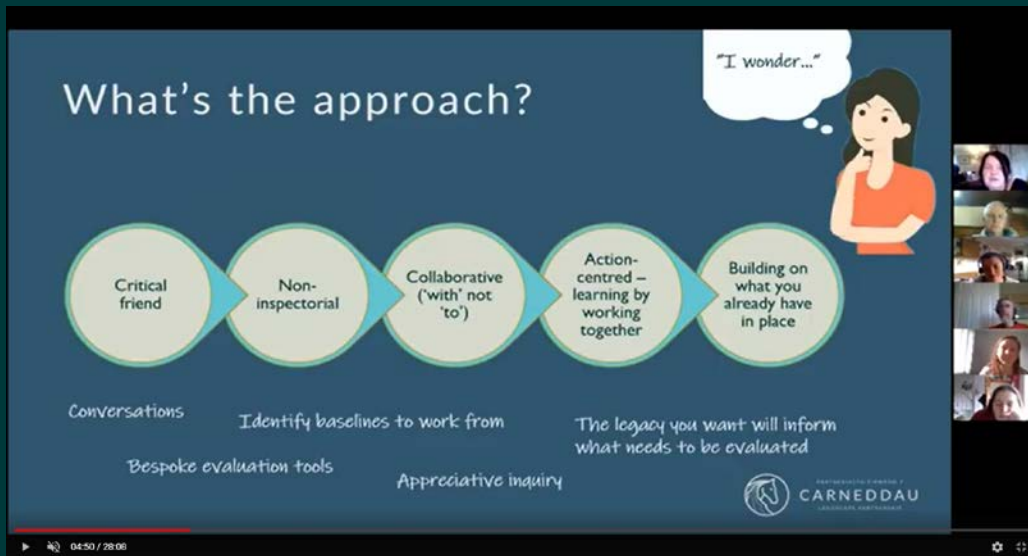 "I wonder..."
What's the approach?
Critical
friend
Non-
inspectorial
Collaborative
('with' not
'to')
Action-
centred –
learning by
working
together
Building on
what you
already have
in place
Conversations
Identify baselines to work from
The legacy you want will inform
what needs to be evaluated
Bespoke evaluation tools
Appreciative inquiry
CARNEDDAU
LANDSCAPE PARTNERSHIP
04:50 / 28:08